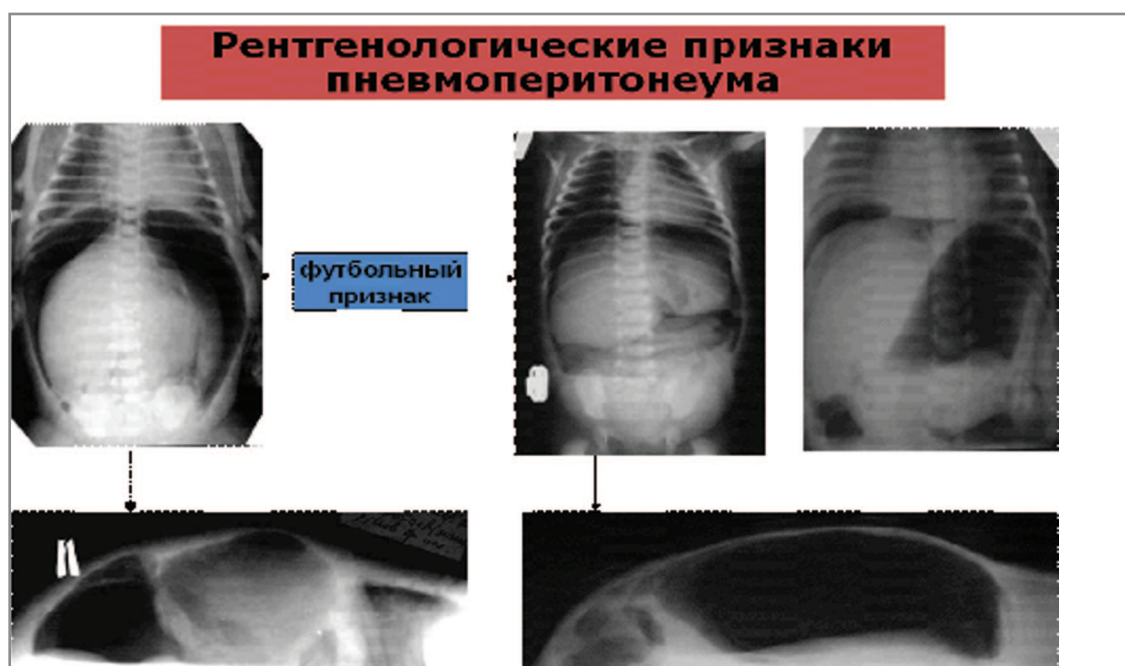 Рентгенологические признаки
пневмоперитонеума
футбольный
признак